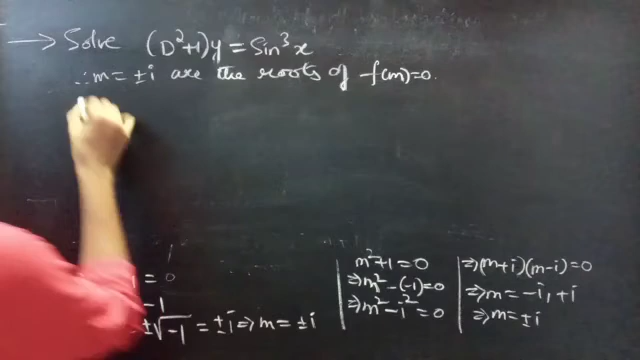 → Solve (D²+1)y = Sin³x
∴ m = ±i are the roots of f(m)=0.
1 = 0
-1
±√-1 = ±i ⇒ m = ±i
m²+1 = 0
⇒ m² - (-1) = 0
⇒ m² - i² = 0
⇒ (m+i)(m-i) = 0
⇒ m = -i, +i
⇒ m = ±i